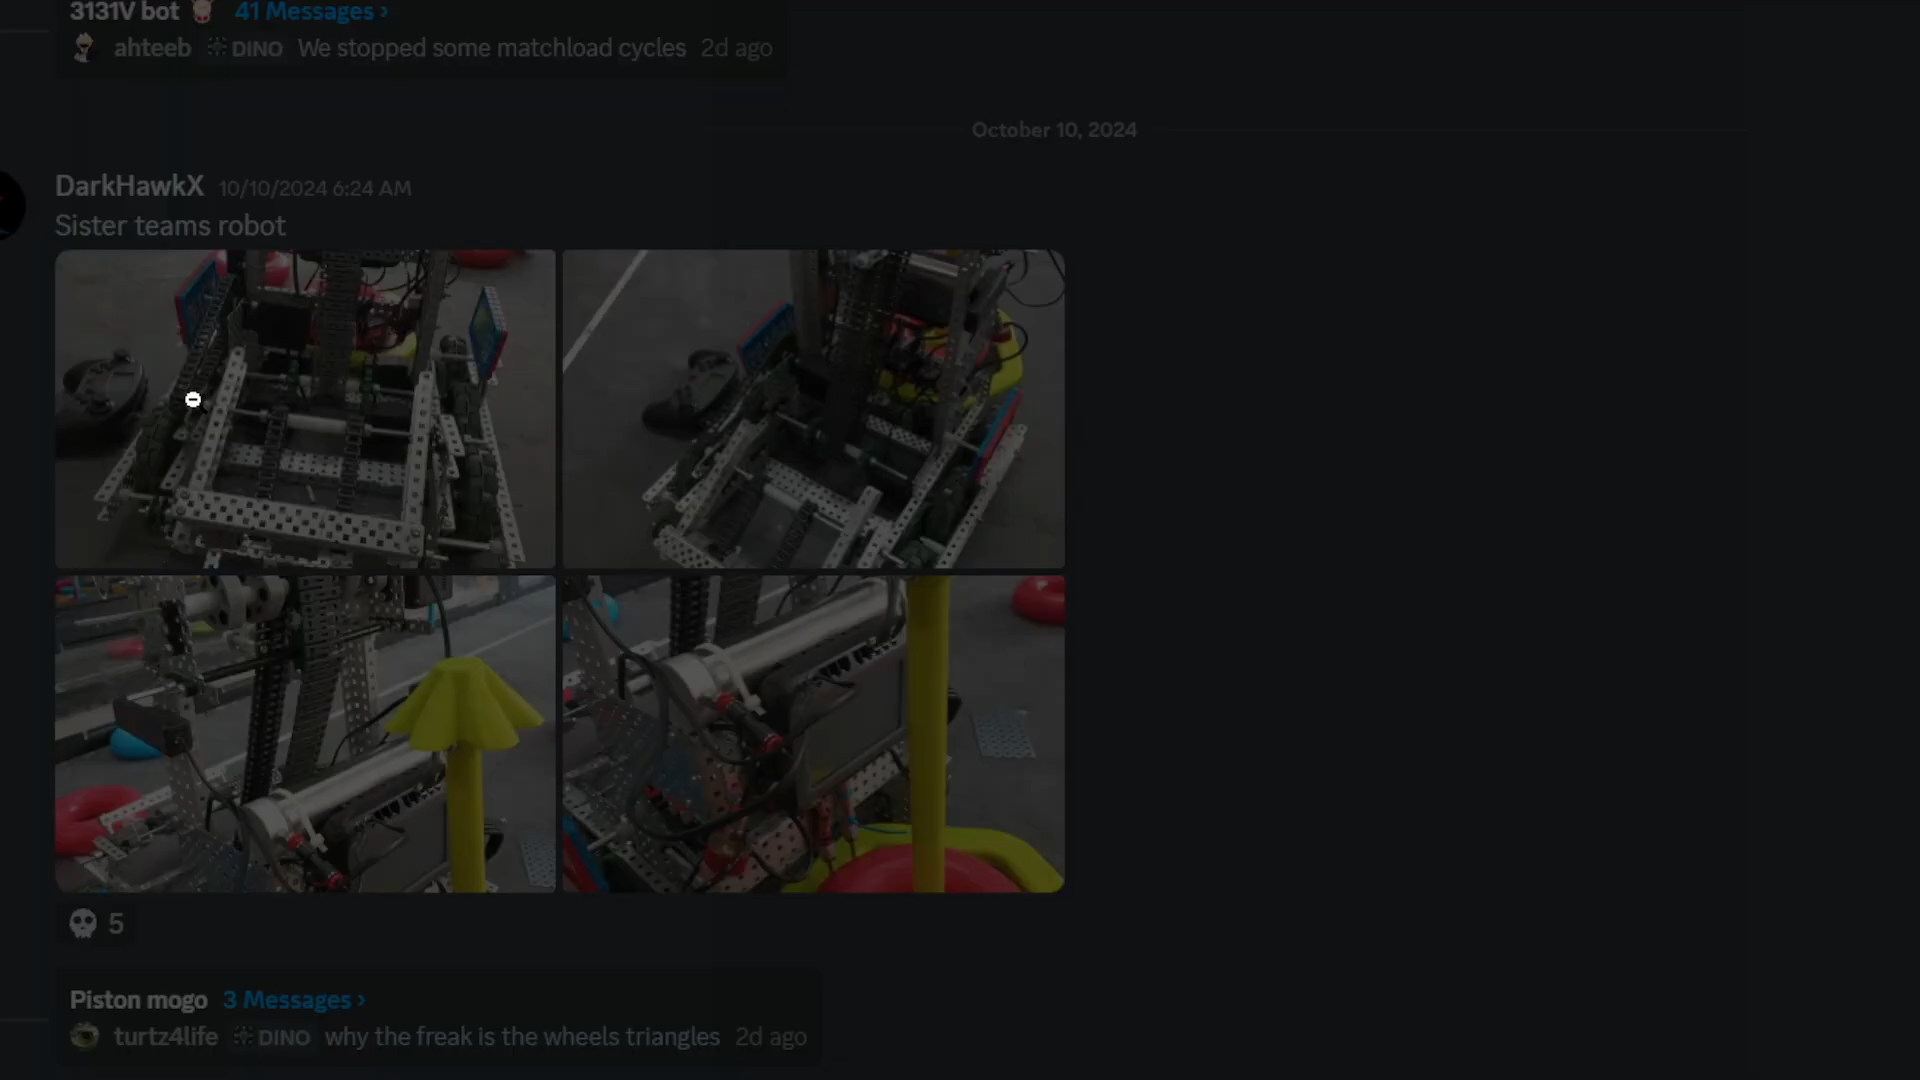 3131V bot 41 Messages ›
ahteeb DINO We stopped some matchload cycles 2d ago
October 10, 2024
DarkHawkX 10/10/2024 6:24 AM
Sister teams robot
5
Piston mogo 3 Messages ›
turtz4life DINO why the freak is the wheels triangles 2d ago